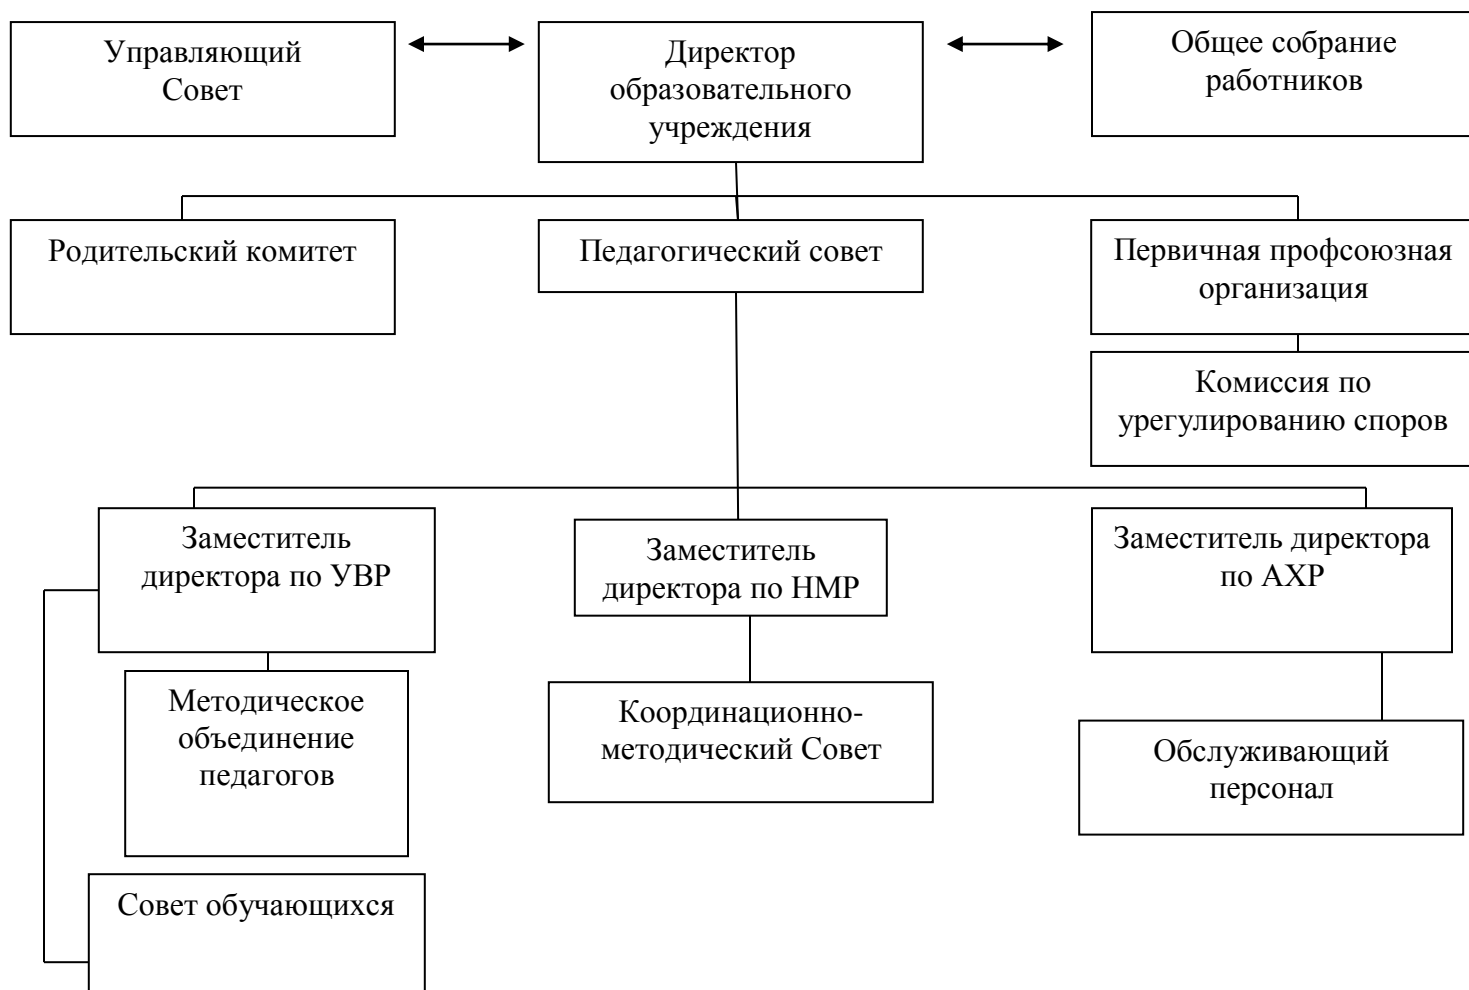 Управляющий
Совет
Директор
образовательного
учреждения
Общее собрание
работников
Родительский комитет
Педагогический совет
Первичная профсоюзная
организация
Комиссия по
урегулированию споров
Заместитель
директора по УВР
Заместитель
директора по НМР
Заместитель директора
по АХР
Методическое
объединение
педагогов
Координационно-
методический Совет
Обслуживающий
персонал
Совет обучающихся